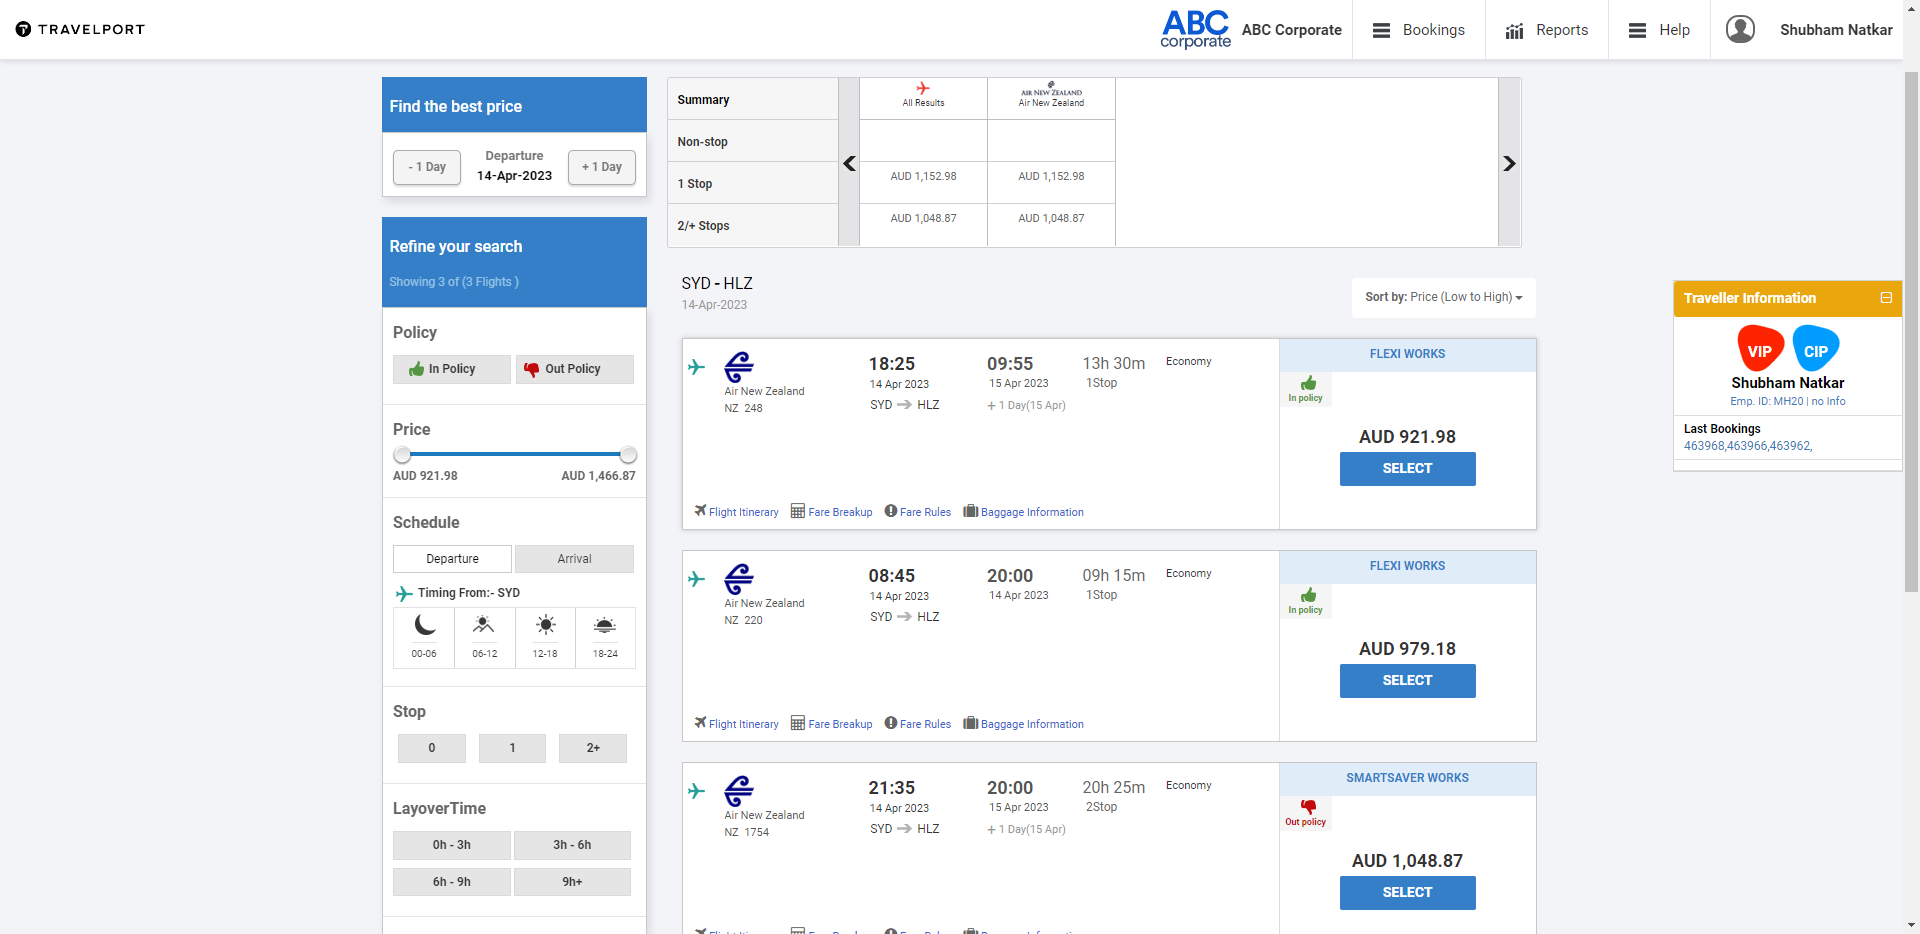 TRAVELPORT
ABC
corporate
ABC Corporate
Bookings
Reports
Help
Shubham Natkar
Find the best price
- 1 Day
Departure
14-Apr-2023
+ 1 Day
Refine your search
Showing 3 of (3 Flights )
Policy
In Policy
Out Policy
Price
AUD 921.98
AUD 1,466.87
Schedule
Departure
Arrival
Timing From:- SYD
00-06
06-12
12-18
18-24
Stop
0
1
2+
LayoverTime
0h - 3h
3h - 6h
6h - 9h
9h+
Summary
All Results
AIR NEW ZEALAND
Air New Zealand
Non-stop
1 Stop
AUD 1,152.98
AUD 1,152.98
2/+ Stops
AUD 1,048.87
AUD 1,048.87
SYD - HLZ
14-Apr-2023
Sort by: Price (Low to High)
18:25
09:55
13h 30m
Economy
14 Apr 2023
15 Apr 2023
1Stop
Air New Zealand
NZ 248
SYD HLZ
+ 1 Day(15 Apr)
FLEXI WORKS
In policy
AUD 921.98
SELECT
Flight Itinerary
Fare Breakup
Fare Rules
Baggage Information
08:45
20:00
09h 15m
Economy
14 Apr 2023
14 Apr 2023
1Stop
Air New Zealand
NZ 220
SYD HLZ
FLEXI WORKS
In policy
AUD 979.18
SELECT
Flight Itinerary
Fare Breakup
Fare Rules
Baggage Information
21:35
20:00
20h 25m
Economy
14 Apr 2023
15 Apr 2023
2Stop
Air New Zealand
NZ 1754
SYD HLZ
+ 1 Day(15 Apr)
SMARTSAVER WORKS
Out policy
AUD 1,048.87
SELECT
Traveller Information
VIP
CIP
Shubham Natkar
Emp. ID: MH20 | no Info
Last Bookings
463968,463966,463962,